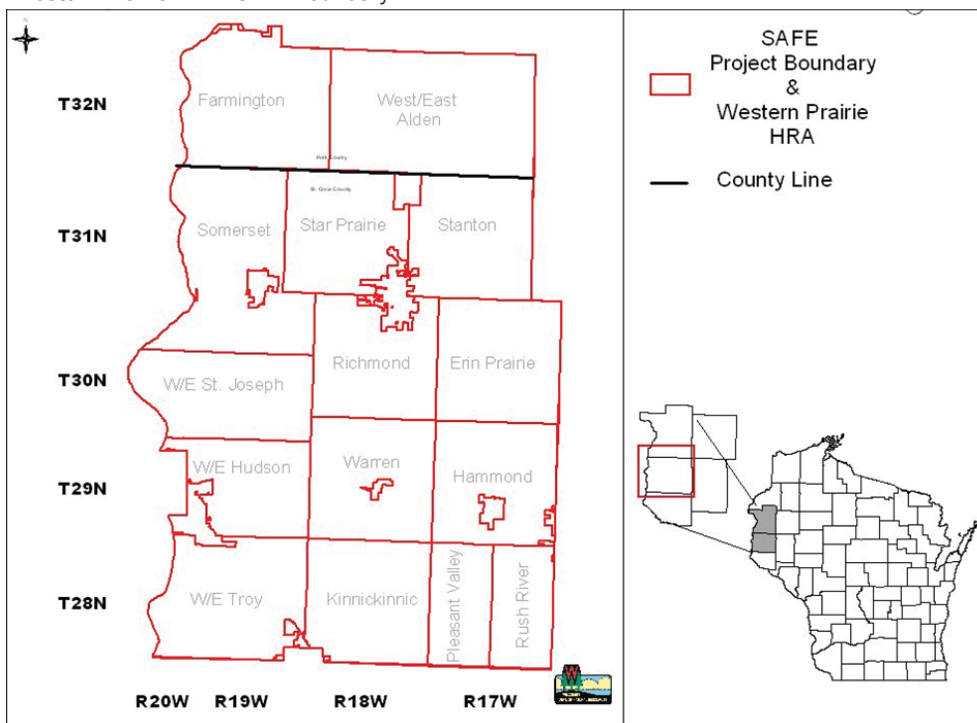 N
SAFE
Project Boundary
&
Western Prairie
HRA
County Line
T32N
Farmington
West/East
Alden
Polk County
St. Croix County
T31N
Somerset
Star Prairie
Stanton
T30N
W/E St. Joseph
Richmond
Erin Prairie
T29N
W/E Hudson
Warren
Hammond
T28N
W/E Troy
Kinnickinnic
Pleasant Valley
Rush River
R20W
R19W
R18W
R17W